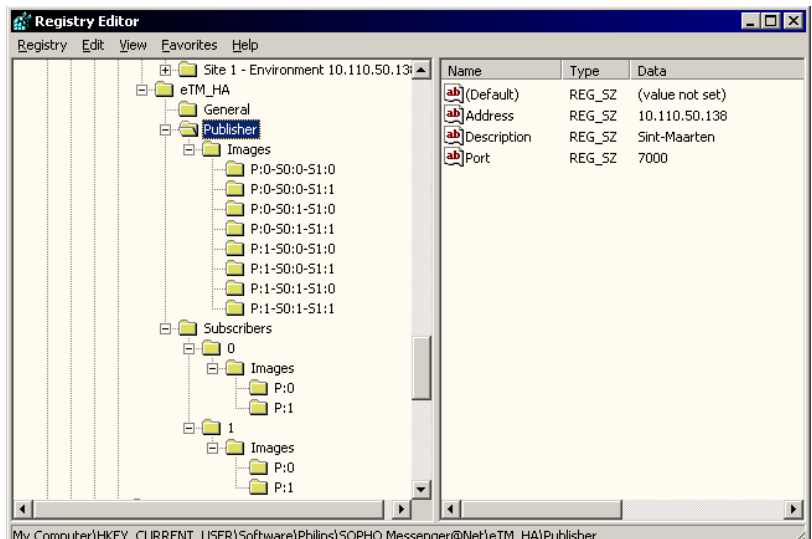 Registry Editor
Registry Edit View Favorites Help
Site 1 - Environment 10.110.50.138
eTM_HA
General
Publisher
Images
P:0-S0:0-S1:0
P:0-S0:0-S1:1
P:0-S0:1-S1:0
P:0-S0:1-S1:1
P:1-S0:0-S1:0
P:1-S0:0-S1:1
P:1-S0:1-S1:0
P:1-S0:1-S1:1
Subscribers
0
Images
P:0
P:1
1
Images
P:0
P:1
Name Type Data
ab (Default) REG_SZ (value not set)
ab Address REG_SZ 10.110.50.138
ab Description REG_SZ Sint-Maarten
ab Port REG_SZ 7000
My Computer\HKEY_CURRENT_USER\Software\Philips\SOPHO Messenger@Net\eTM_HA\Publisher